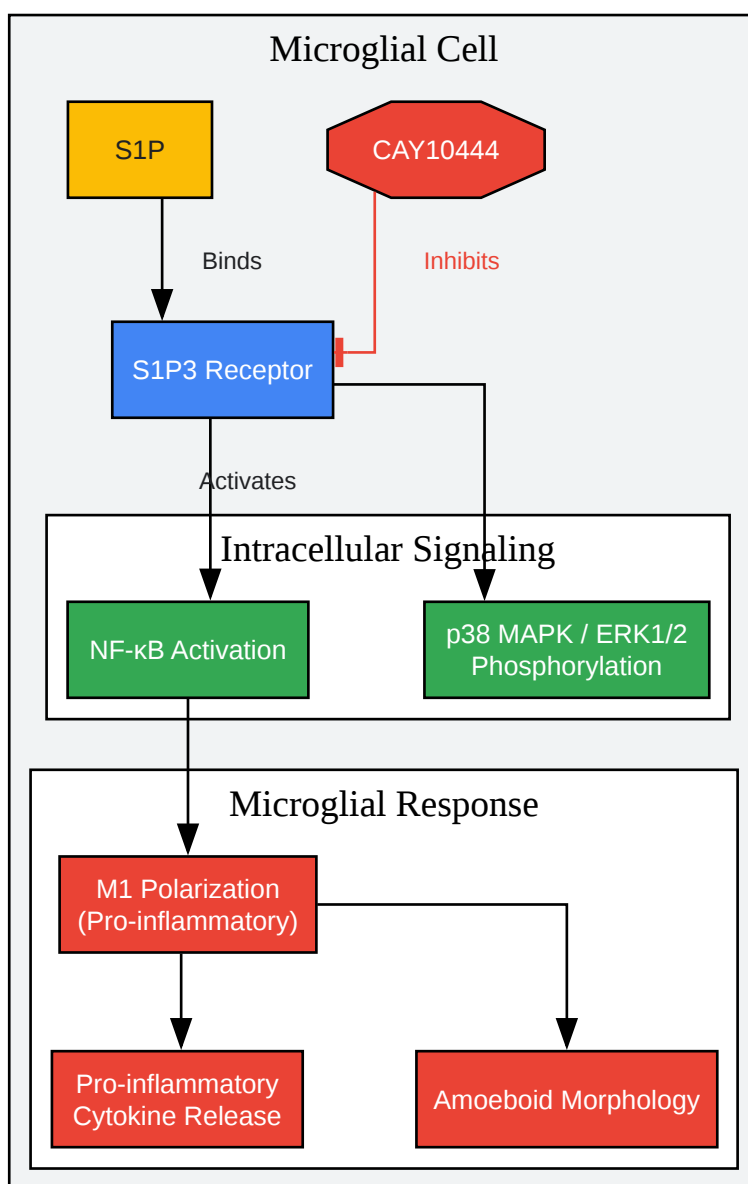 Microglial Cell
S1P
CAY10444
Binds
Inhibits
S1P3 Receptor
Activates
Intracellular Signaling
NF-κB Activation
p38 MAPK / ERK1/2
Phosphorylation
Microglial Response
M1 Polarization
(Pro-inflammatory)
Pro-inflammatory
Cytokine Release
Amoeboid Morphology